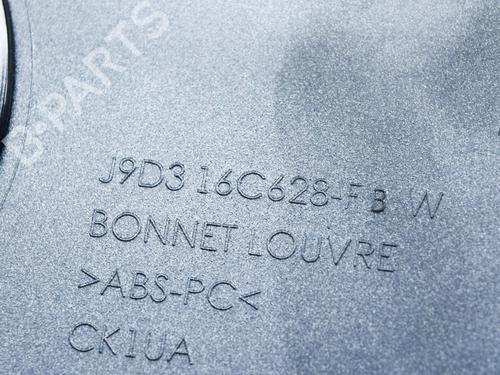 B-PARTS
J9D3 16C628-FB W
BONNET LOUVRE
>ABS-PC<
CK1UA